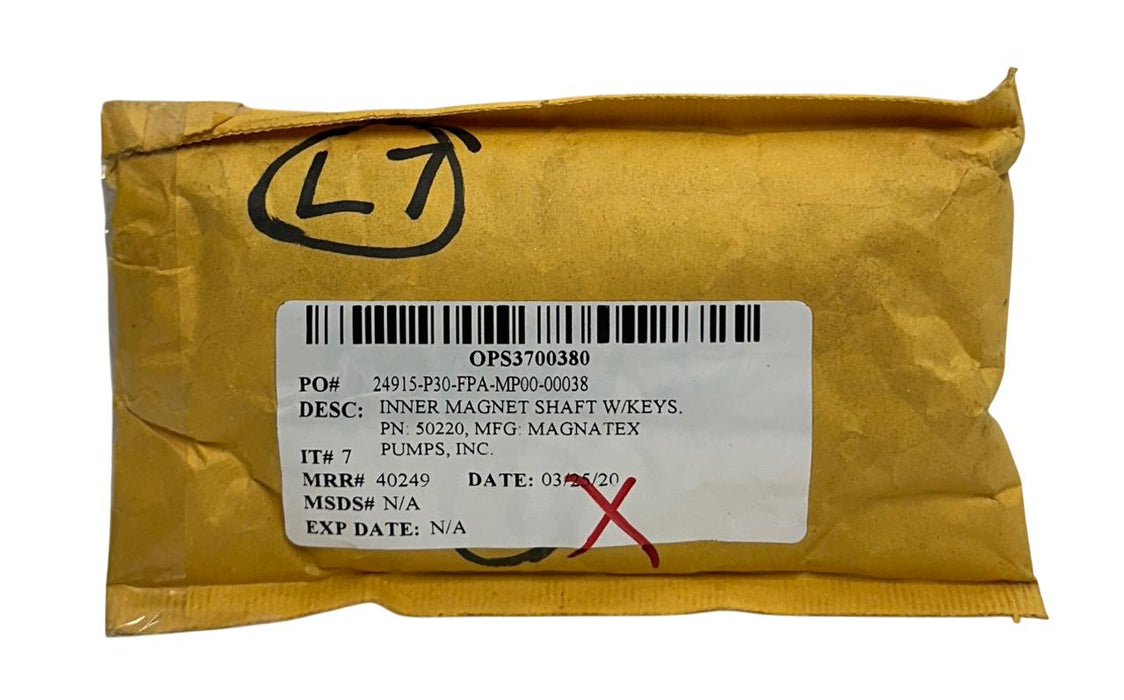 LT
OPS3700380
PO# 24915-P30-FPA-MP00-00038
DESC: INNER MAGNET SHAFT W/KEYS.
PN: 50220, MFG: MAGNATEX
PUMPS, INC.
IT# 7
MRR# 40249 DATE: 03/25/20
MSDS# N/A
EXP DATE: N/A
X